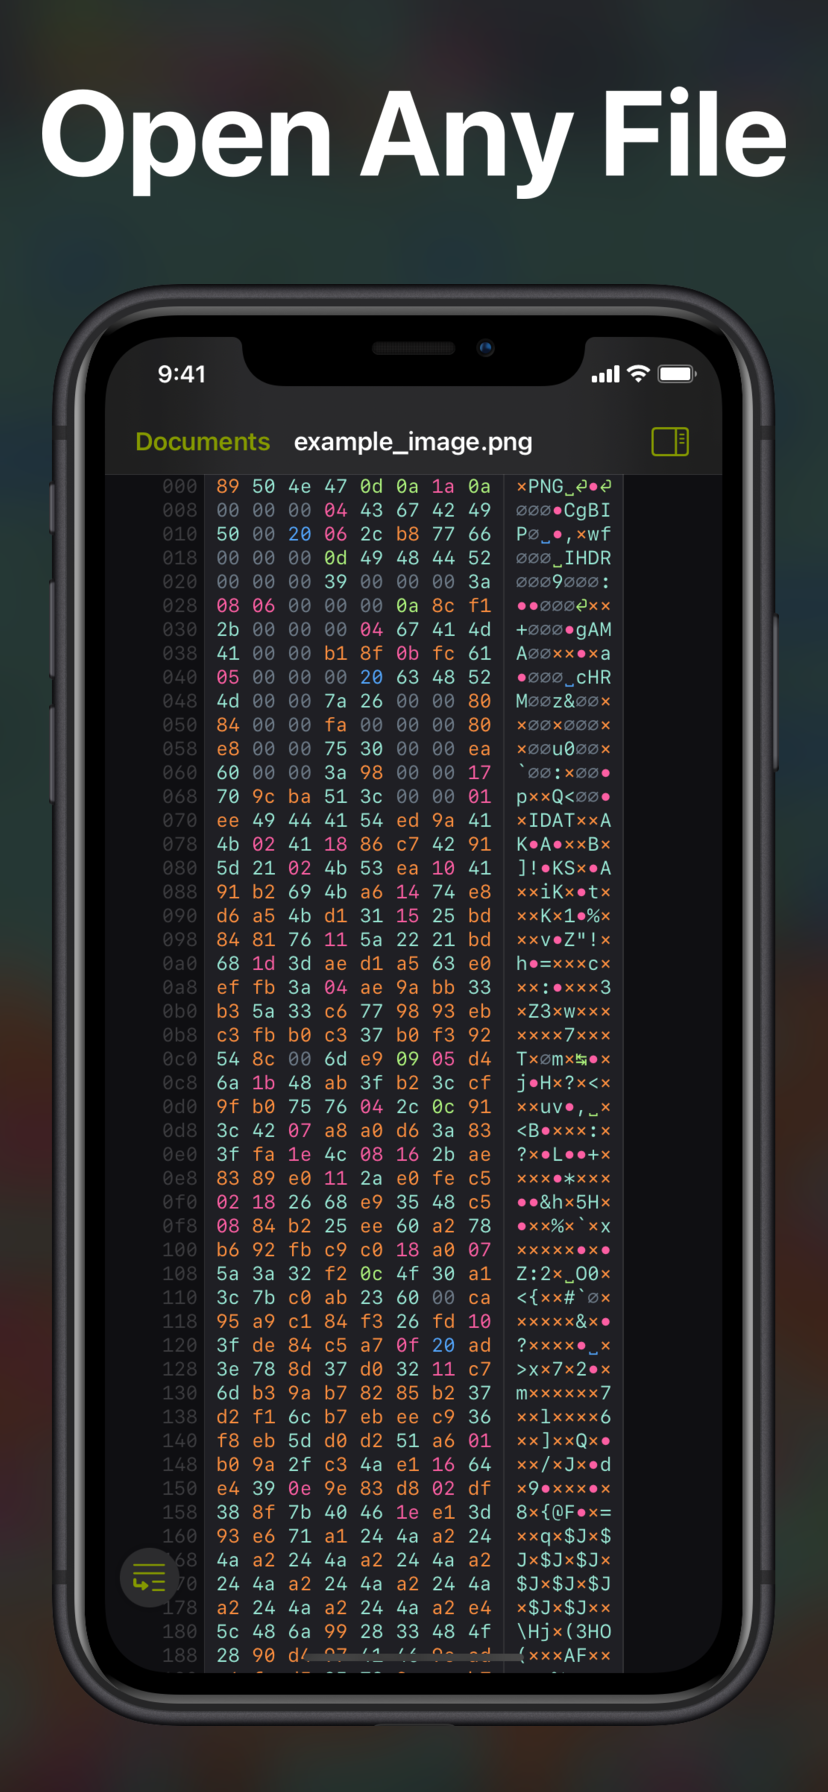 Open Any File
9:41
Documents example_image.png
000 89 50 4e 47 0d 0a 1a 0a ×PNG␣⏎•⏎
008 00 00 00 04 43 67 42 49 ∅∅∅•CgBI
010 50 00 20 06 2c b8 77 66 P∅␣•,×wf
018 00 00 00 0d 49 48 44 52 ∅∅∅␣IHDR
020 00 00 00 39 00 00 00 3a ∅∅∅9∅∅∅:
028 08 06 00 00 00 0a 8c f1 ••∅∅∅⏎××
030 2b 00 00 00 04 67 41 4d +∅∅∅•gAM
038 41 00 00 b1 8f 0b fc 61 A∅∅××•×a
040 05 00 00 00 20 63 48 52 •∅∅∅␣cHR
048 4d 00 00 7a 26 00 00 80 M∅∅z&∅∅×
050 84 00 00 fa 00 00 00 80 ×∅∅×∅∅∅×
058 e8 00 00 75 30 00 00 ea ×∅∅u0∅∅×
060 60 00 00 3a 98 00 00 17 `∅∅:×∅∅•
068 70 9c ba 51 3c 00 00 01 p××Q<∅∅•
070 ee 49 44 41 54 ed 9a 41 ×IDAT××A
078 4b 02 41 18 86 c7 42 91 K•A•××B×
080 5d 21 02 4b 53 ea 10 41 ]!•KS×•A
088 91 b2 69 4b a6 14 74 e8 ××iK×•t×
090 d6 a5 4b d1 31 15 25 bd ××K×1•%×
098 84 81 76 11 5a 22 21 bd ××v•Z"!×
0a0 68 1d 3d ae d1 a5 63 e0 h•=×××c×
0a8 ef fb 3a 04 ae 9a bb 33 ××:•×××3
0b0 b3 5a 33 c6 77 98 93 eb ×Z3×w×××
0b8 c3 fb b0 c3 37 b0 f3 92 ××××7×××
0c0 54 8c 00 6d e9 09 05 d4 T×∅m×↹•×
0c8 6a 1b 48 ab 3f b2 3c cf j•H×?×<×
0d0 9f b0 75 76 04 2c 0c 91 ××uv•,␣×
0d8 3c 42 07 a8 a0 d6 3a 83 <B•×××:×
0e0 3f fa 1e 4c 08 16 2b ae ?×•L••+×
0e8 83 89 e0 11 2a e0 fe c5 ×××•*×××
0f0 02 18 26 68 e9 35 48 c5 ••&h×5H×
0f8 08 84 b2 25 ee 60 a2 78 •××%×`×x
100 b6 92 fb c9 c0 18 a0 07 ×××××•×•
108 5a 3a 32 f2 0c 4f 30 a1 Z:2×␣O0×
110 3c 7b c0 ab 23 60 00 ca <{××#`∅×
118 95 a9 c1 84 f3 26 fd 10 ×××××&×•
120 3f de 84 c5 a7 0f 20 ad ?××××•␣×
128 3e 78 8d 37 d0 32 11 c7 >x×7×2•×
130 6d b3 9a b7 82 85 b2 37 m××××××7
138 d2 f1 6c b7 eb ee c9 36 ××l××××6
140 f8 eb 5d d0 d2 51 a6 01 ××]××Q×•
148 b0 9a 2f c3 4a e1 16 64 ××/×J×•d
150 e4 39 0e 9e 83 d8 02 df ×9•×××•×
158 38 8f 7b 40 46 1e e1 3d 8×{@F•×=
160 93 e6 71 a1 24 4a a2 24 ××q×$J×$
68 4a a2 24 4a a2 24 4a a2 J×$J×$J×
70 24 4a a2 24 4a a2 24 4a $J×$J×$J
178 a2 24 4a a2 24 4a a2 e4 ×$J×$J××
180 5c 48 6a 99 28 33 48 4f \Hj×(3HO
188 28 90 (×××AF××